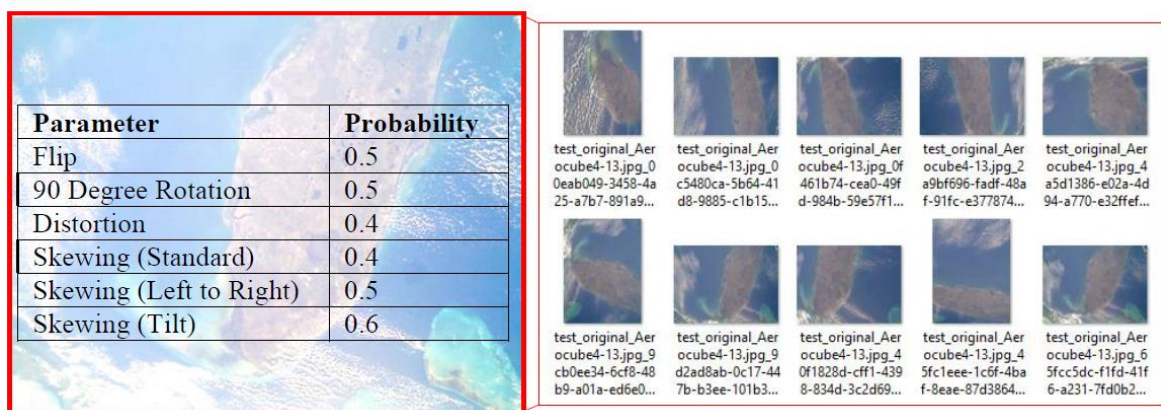 Parameter Probability
Flip 0.5
90 Degree Rotation 0.5
Distortion 0.4
Skewing (Standard) 0.4
Skewing (Left to Right) 0.5
Skewing (Tilt) 0.6
test_original_Aer
ocube4-13.jpg_0
0eab049-3458-4a
25-a7b7-891a9...
test_original_Aer
ocube4-13.jpg_0
c5480ca-5b64-41
d8-9885-c1b15...
test_original_Aer
ocube4-13.jpg_0f
461b74-cea0-49f
d-984b-59e57f1...
test_original_Aer
ocube4-13.jpg_2
a9bf696-fadf-48a
f-91fc-e377874...
test_original_Aer
ocube4-13.jpg_4
a5d1386-e02a-4d
94-a770-e32ffef...
test_original_Aer
ocube4-13.jpg_9
cb0ee34-6cf8-48
b9-a01a-ed6e0...
test_original_Aer
ocube4-13.jpg_9
d2ad8ab-0c17-44
7b-b3ee-101b3...
test_original_Aer
ocube4-13.jpg_4
0f1828d-cff1-439
8-834d-3c2d69...
test_original_Aer
ocube4-13.jpg_4
5fc1eee-1c6f-4ba
f-8eae-87d3864...
test_original_Aer
ocube4-13.jpg_6
5fcc5dc-f1fd-41f
6-a231-7fd0b2...